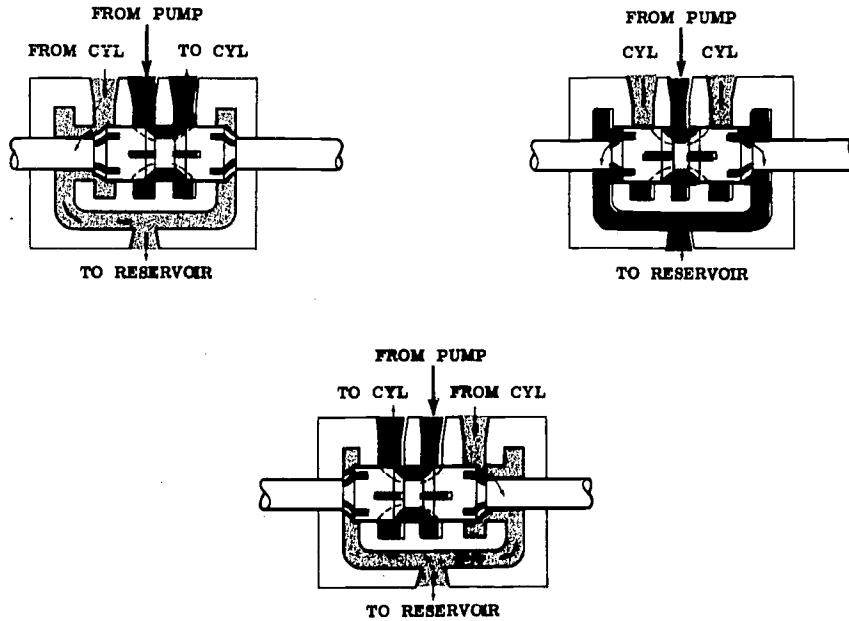 FROM PUMP
FROM CYL TO CYL
TO RESERVOIR
FROM PUMP
CYL CYL
TO RESERVOIR
FROM PUMP
TO CYL FROM CYL
TO RESERVOIR